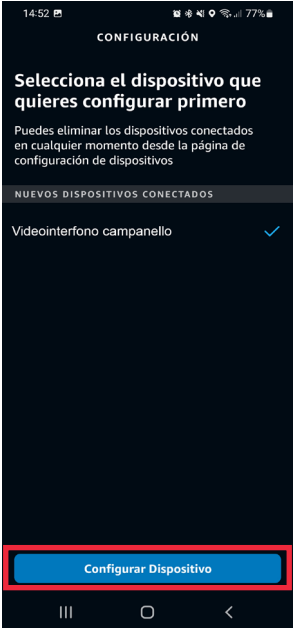 14:52
77%
CONFIGURACIÓN
Selecciona el dispositivo que
quieres configurar primero
Puedes eliminar los dispositivos conectados
en cualquier momento desde la página de
configuración de dispositivos
NUEVOS DISPOSITIVOS CONECTADOS
Videointerfono campanello
Configurar Dispositivo